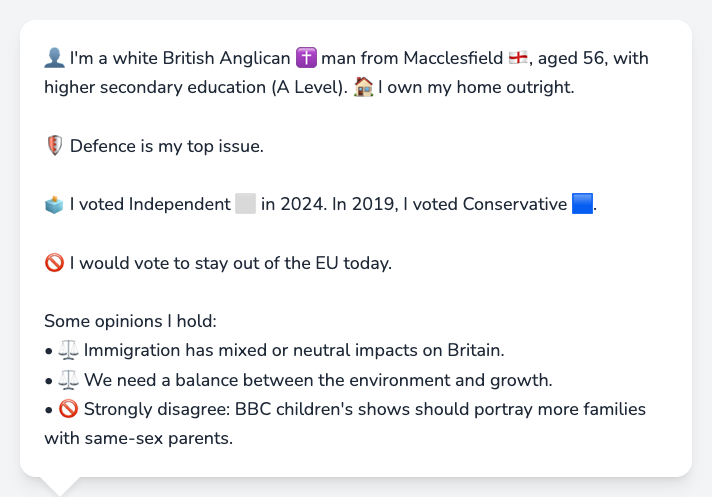 👤 I'm a white British Anglican ✝️ man from Macclesfield 🏴󠁧󠁢󠁥󠁮󠁧󠁿, aged 56, with
higher secondary education (A Level). 🏠 I own my home outright.
🛡️ Defence is my top issue.
🗳️ I voted Independent ⬜ in 2024. In 2019, I voted Conservative 🟦.
🚫 I would vote to stay out of the EU today.
Some opinions I hold:
• ⚖️ Immigration has mixed or neutral impacts on Britain.
• ⚖️ We need a balance between the environment and growth.
• 🚫 Strongly disagree: BBC children's shows should portray more families
with same-sex parents.